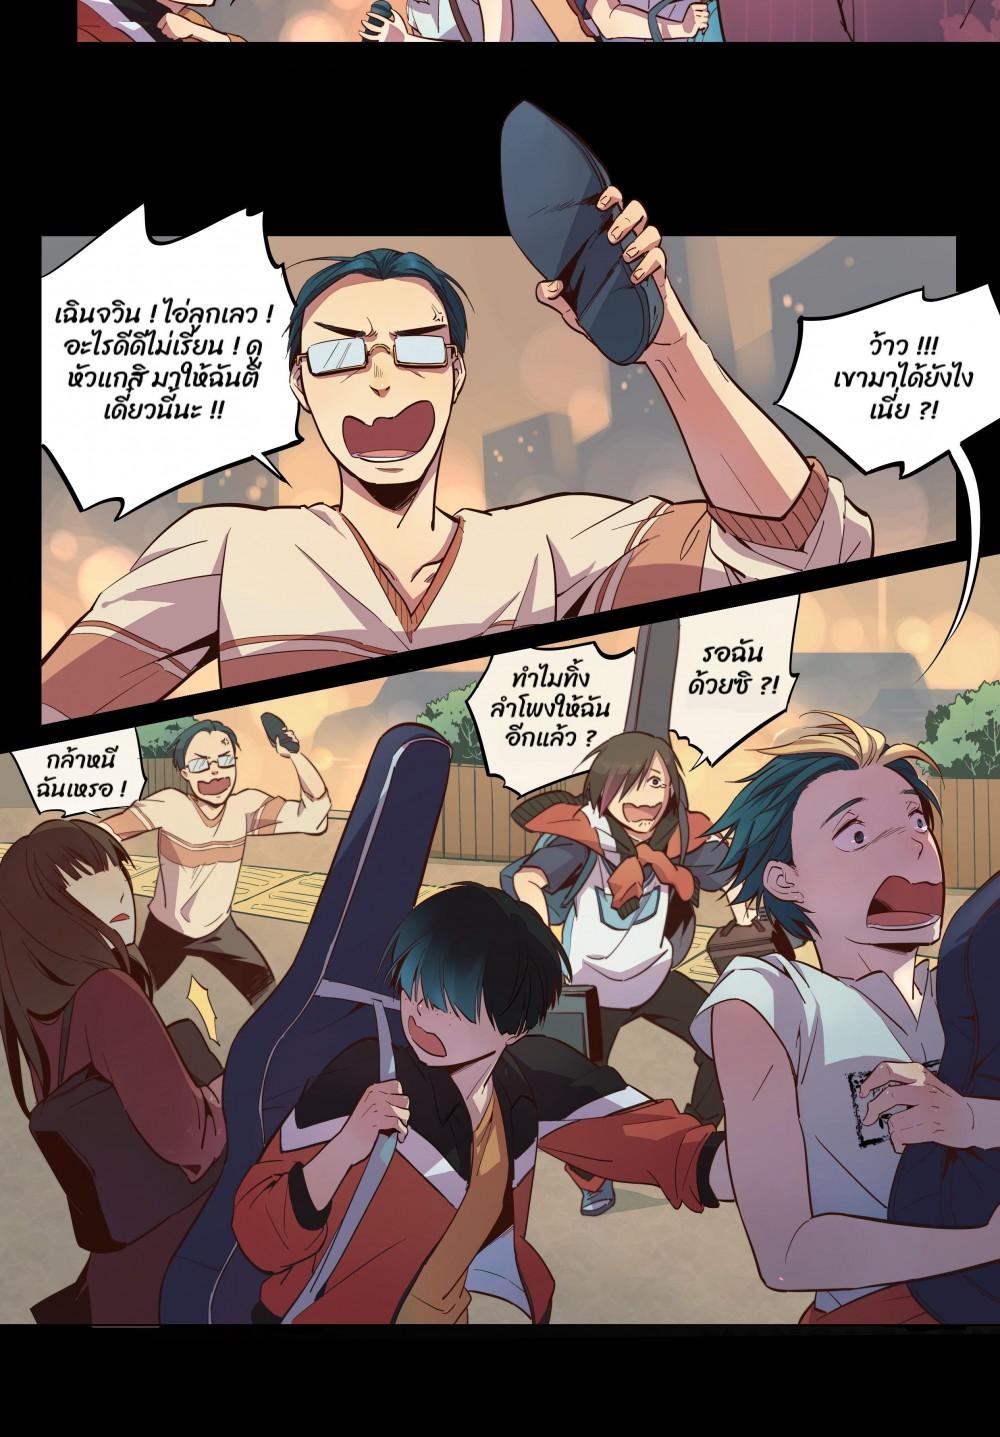 เฉินจวิน ! ไอ่ลูกเลว !
อะไรดีดีไม่เรียน ! ดู
หัวแกสิ มาให้ฉันตี
เดี๋ยวนี้นะ !!
ว้าว !!!
เขามาได้ยังไง
เนี่ย ?!
รอฉัน
ด้วยซิ ?!
ทำไมทิ้ง
ลำโพงให้ฉัน
อีกแล้ว ?
กล้าหนี
ฉันเหรอ !